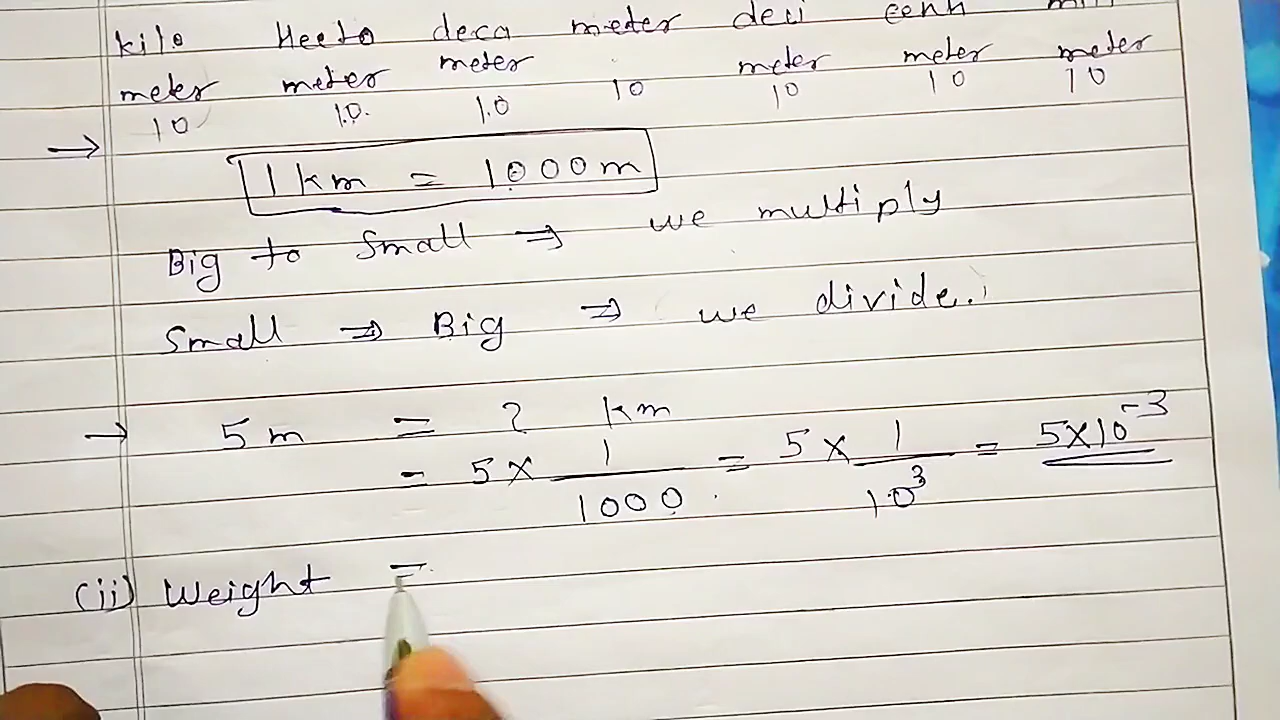 kilo Hecto deca meter deci centi milli
meter meter meter meter meter meter
10 10 10 10 10 10 10
→ 1 km = 1000 m
Big to Small ⇒ we multiply
Small ⇒ Big ⇒ we divide.
→ 5 m = ? km
= 5 × 1/1000 = 5 × 1/10³ = 5×10⁻³
(ii) Weight =